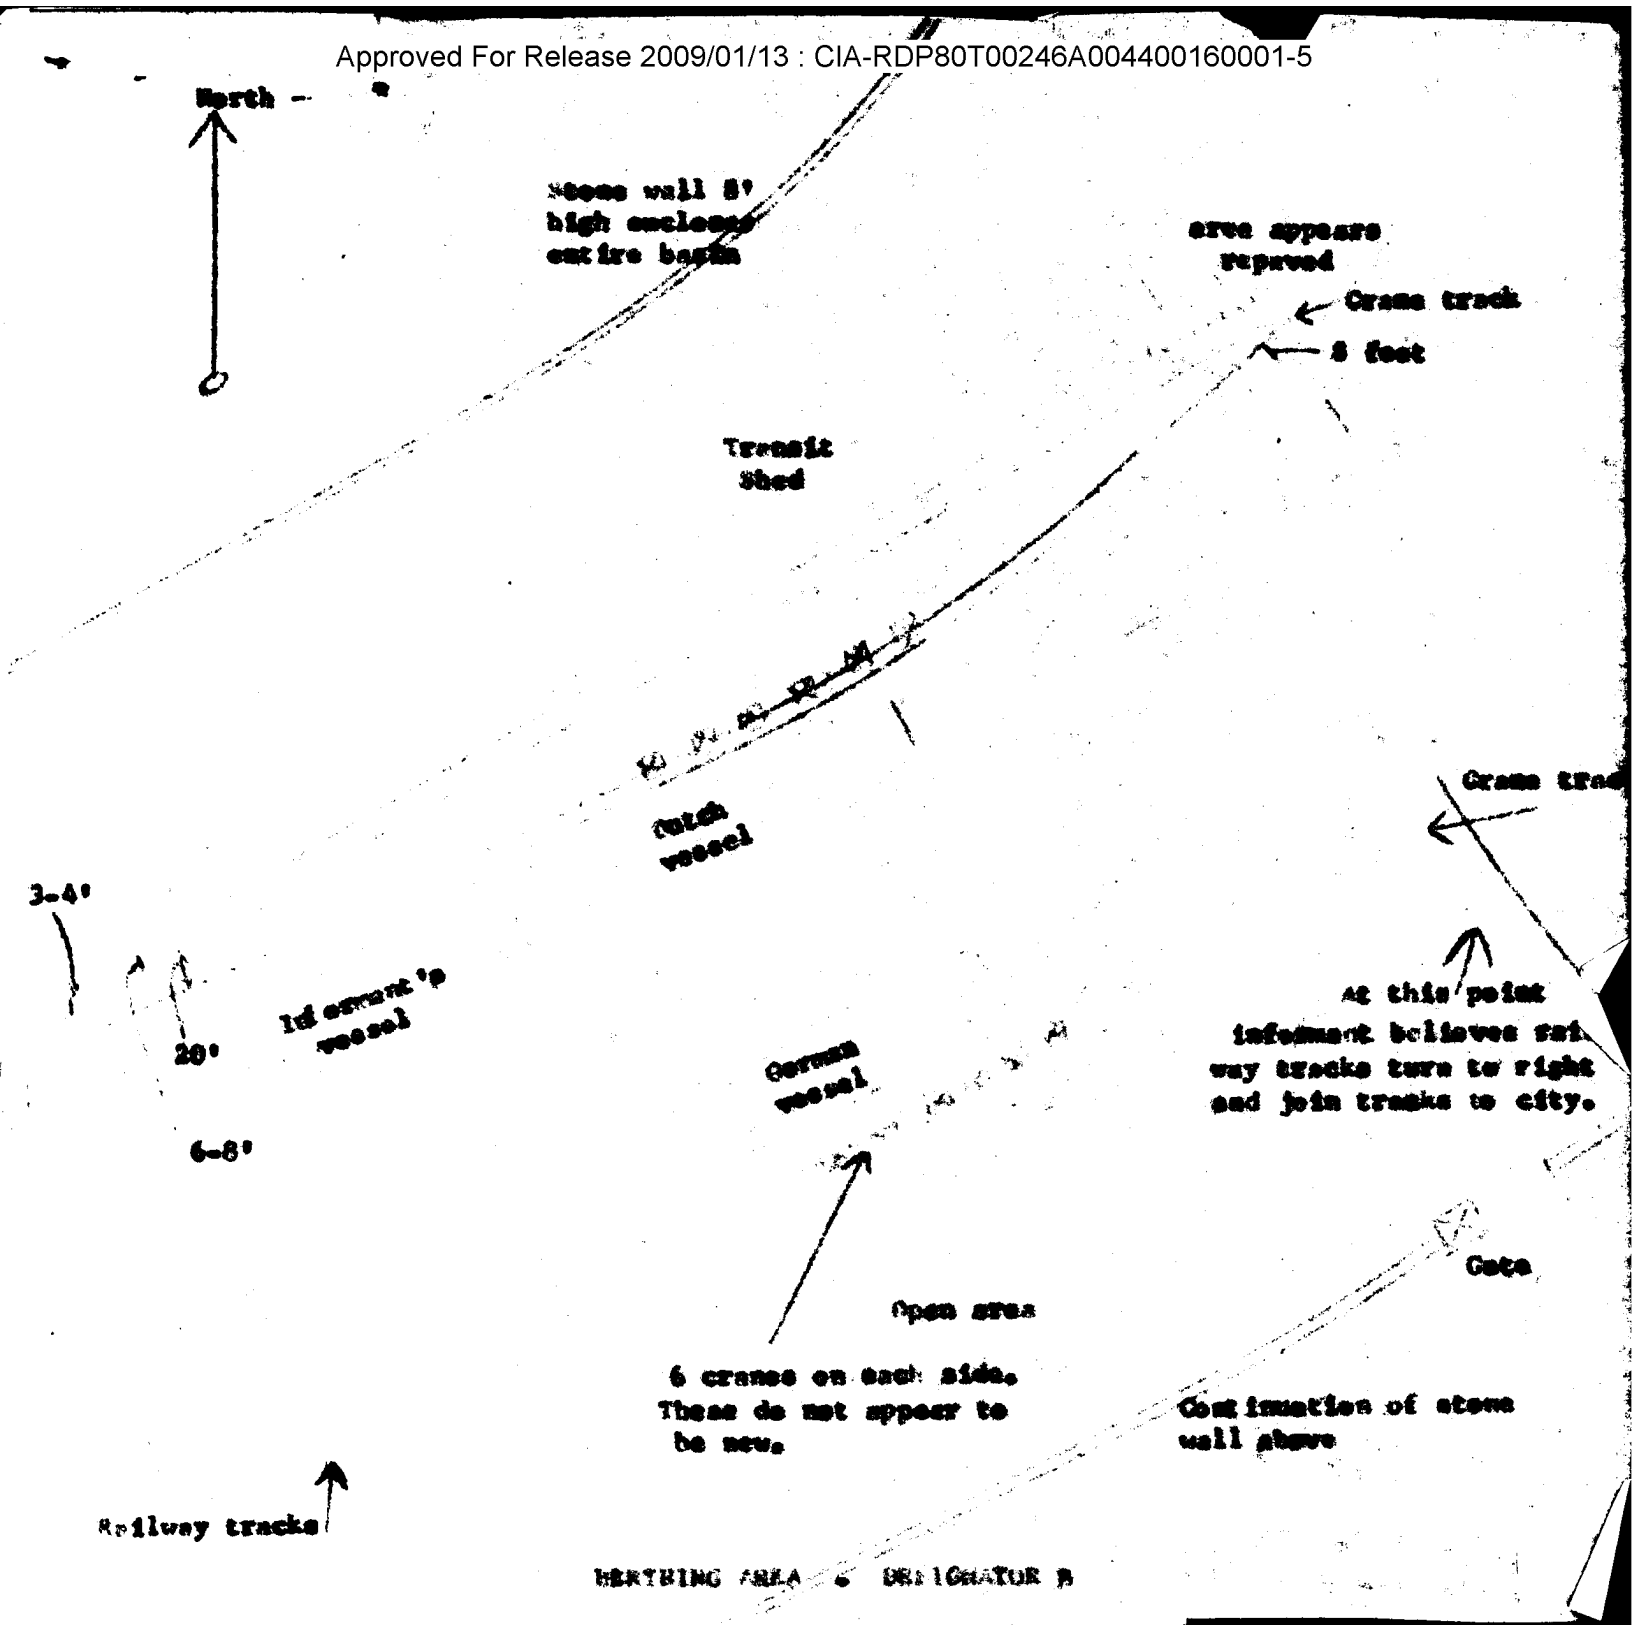 Approved For Release 2009/01/13 : CIA-RDP80T00246A004400160001-5
North
Stone wall 8'
high encloses
entire basin
area appears
repaved
Crane track
8 feet
Transit
Shed
Dutch
vessel
Crane trac
3-4'
Informant's
vessel
20'
6-8'
German
vessel
At this point
informant believes rail
way tracks turn to right
and join tracks to city.
Gate
Open area
6 cranes on each side.
These do not appear to
be new.
Continuation of stone
wall above
Railway tracks
BERTHING AREA DESIGNATOR B